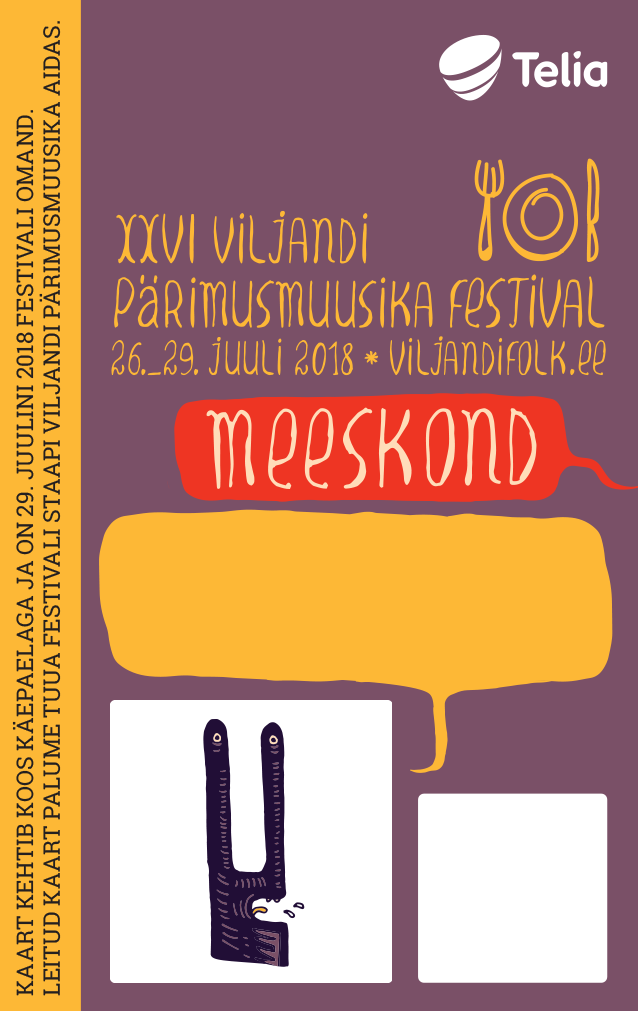 Telia
XXVI VILJANDI
PÄRIMUSMUUSIKA FESTIVAL
26._29. JUULI 2018 * VILJANDIFOLK.EE
MEESKOND
KAART KEHTIB KOOS KÄEPAELAGA JA ON 29. JUULINI 2018 FESTIVALI OMAND.
LEITUD KAART PALUME TUUA FESTIVALI STAAPI VILJANDI PÄRIMUSMUUSIKA AIDAS.